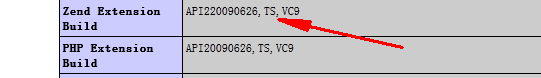 Zend Extension Build API220090626, TS, VC9
PHP Extension Build API20090626, TS, VC9